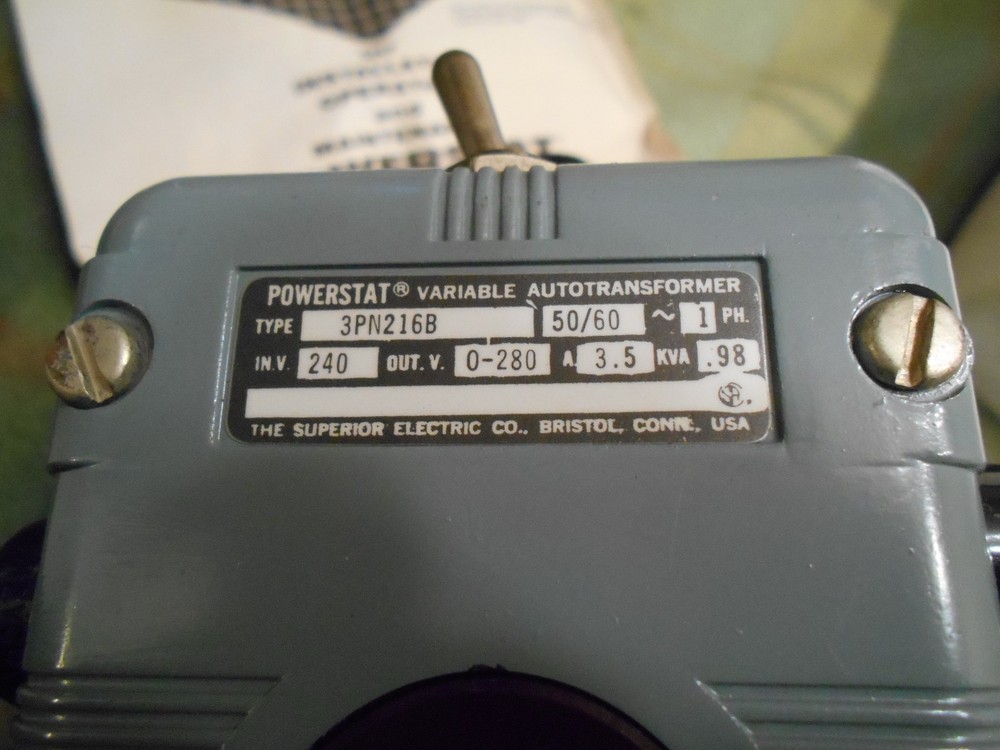 POWERSTAT® VARIABLE AUTOTRANSFORMER
TYPE 3PN216B 50/60 ~ 1 PH.
IN.V. 240 OUT. V. 0-280 A. 3.5 KVA .98
THE SUPERIOR ELECTRIC CO., BRISTOL, CONN., USA